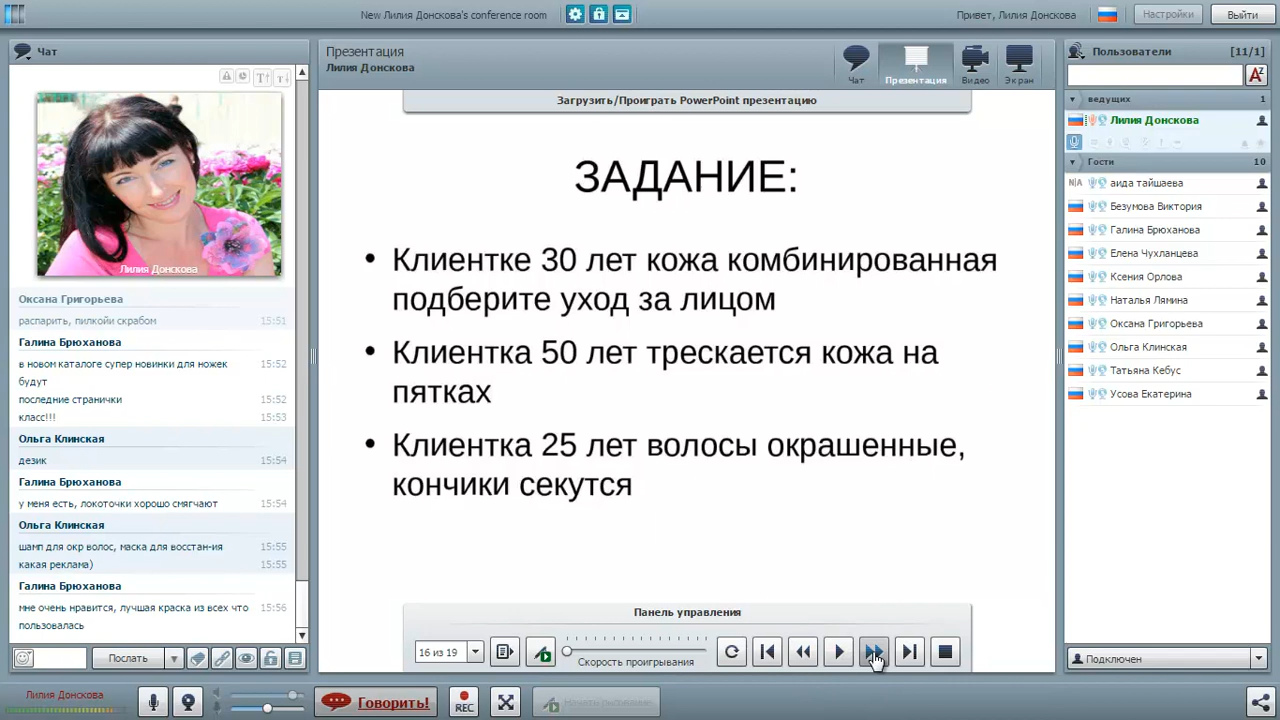 New Лилия Донскова's conference room
Привет, Лилия Донскова
Настройки
Выйти
Чат
Лилия Донскова
Оксана Григорьева
распарить, пилкойи скрабом 15:51
Галина Брюханова
в новом каталоге супер новинки для ножек 15:52
будут
последние странички 15:52
класс!!! 15:53
Ольга Клинская
дезик 15:54
Галина Брюханова
у меня есть, локоточки хорошо смягчают 15:54
Ольга Клинская
шамп для окр волос, маска для восстан-ия 15:55
какая реклама) 15:55
Галина Брюханова
мне очень нравится, лучшая краска из всех что 15:56
пользовалась
Послать
Презентация
Лилия Донскова
Чат
Презентация
Видео
Экран
Загрузить/Проиграть PowerPoint презентацию
ЗАДАНИЕ:
• Клиентке 30 лет кожа комбинированная
подберите уход за лицом
• Клиентка 50 лет трескается кожа на
пятках
• Клиентка 25 лет волосы окрашенные,
кончики секутся
Панель управления
16 из 19
Скорость проигрывания
Пользователи [11/1]
ведущих 1
Лилия Донскова
Гости 10
N|A аида тайшаева
Безумова Виктория
Галина Брюханова
Елена Чухланцева
Ксения Орлова
Наталья Лямина
Оксана Григорьева
Ольга Клинская
Татьяна Кебус
Усова Екатерина
Подключен
Лилия Донскова
Говорить!
REC